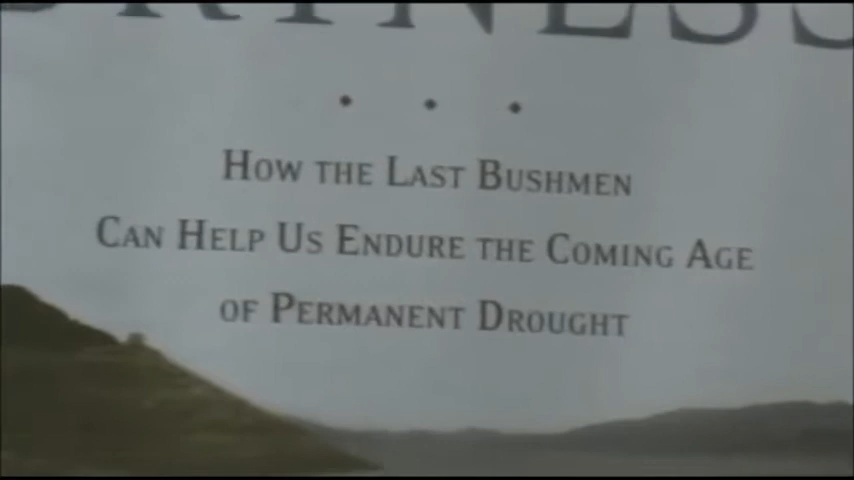 How the Last Bushmen
Can Help Us Endure the Coming Age
of Permanent Drought